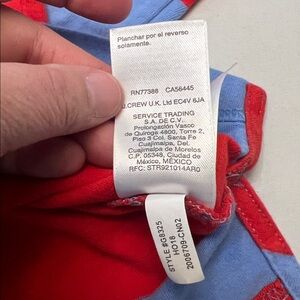 Planchar por el reverso
solamente.
RN77388 CA56445
J.CREW U.K. Ltd EC4V 6JA
SERVICE TRADING
S.A. DE C.V.
Prolongación Vasco
de Quiroga 4800, Torre 2,
Piso 3 Col. Santa Fe
Cuajimalpa, Del.
Cuajimalpa de Morelos
C.P. 05348, Ciudad de
México, MÉXICO
RFC: STR921014AR0
STYLE #G8325
HO18
2006709-CN02